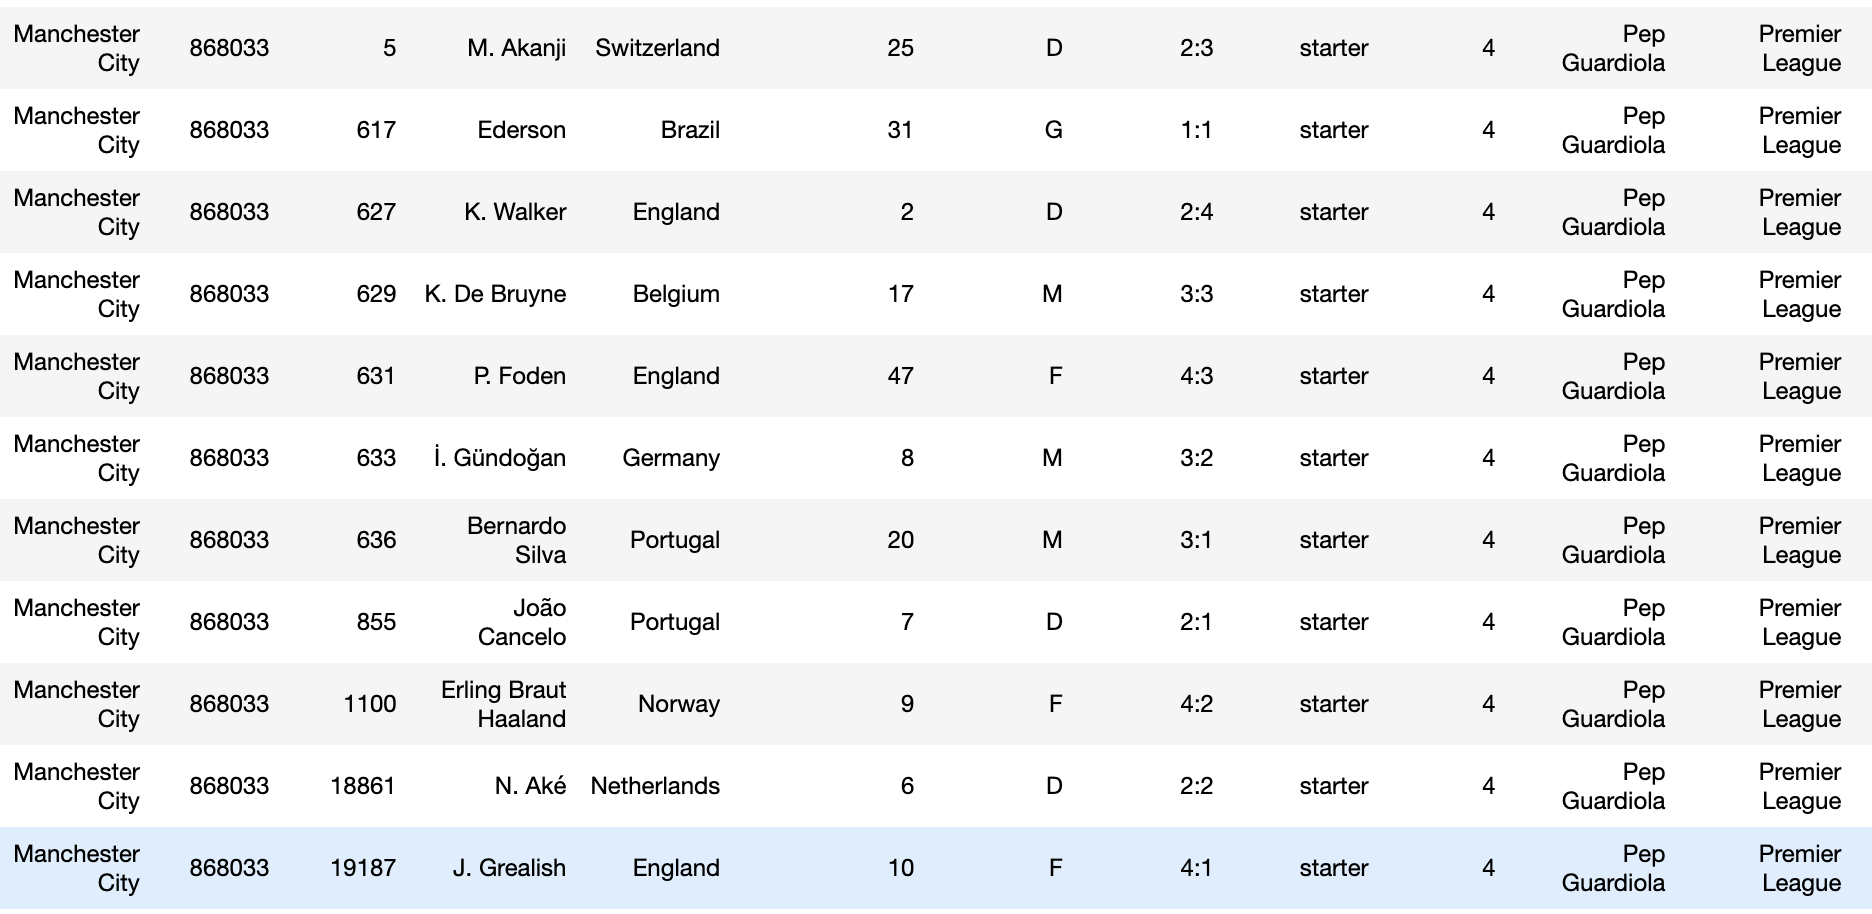 Manchester City 868033 5 M. Akanji Switzerland 25 D 2:3 starter 4 Pep Guardiola Premier League
Manchester City 868033 617 Ederson Brazil 31 G 1:1 starter 4 Pep Guardiola Premier League
Manchester City 868033 627 K. Walker England 2 D 2:4 starter 4 Pep Guardiola Premier League
Manchester City 868033 629 K. De Bruyne Belgium 17 M 3:3 starter 4 Pep Guardiola Premier League
Manchester City 868033 631 P. Foden England 47 F 4:3 starter 4 Pep Guardiola Premier League
Manchester City 868033 633 İ. Gündoğan Germany 8 M 3:2 starter 4 Pep Guardiola Premier League
Manchester City 868033 636 Bernardo Silva Portugal 20 M 3:1 starter 4 Pep Guardiola Premier League
Manchester City 868033 855 João Cancelo Portugal 7 D 2:1 starter 4 Pep Guardiola Premier League
Manchester City 868033 1100 Erling Braut Haaland Norway 9 F 4:2 starter 4 Pep Guardiola Premier League
Manchester City 868033 18861 N. Aké Netherlands 6 D 2:2 starter 4 Pep Guardiola Premier League
Manchester City 868033 19187 J. Grealish England 10 F 4:1 starter 4 Pep Guardiola Premier League